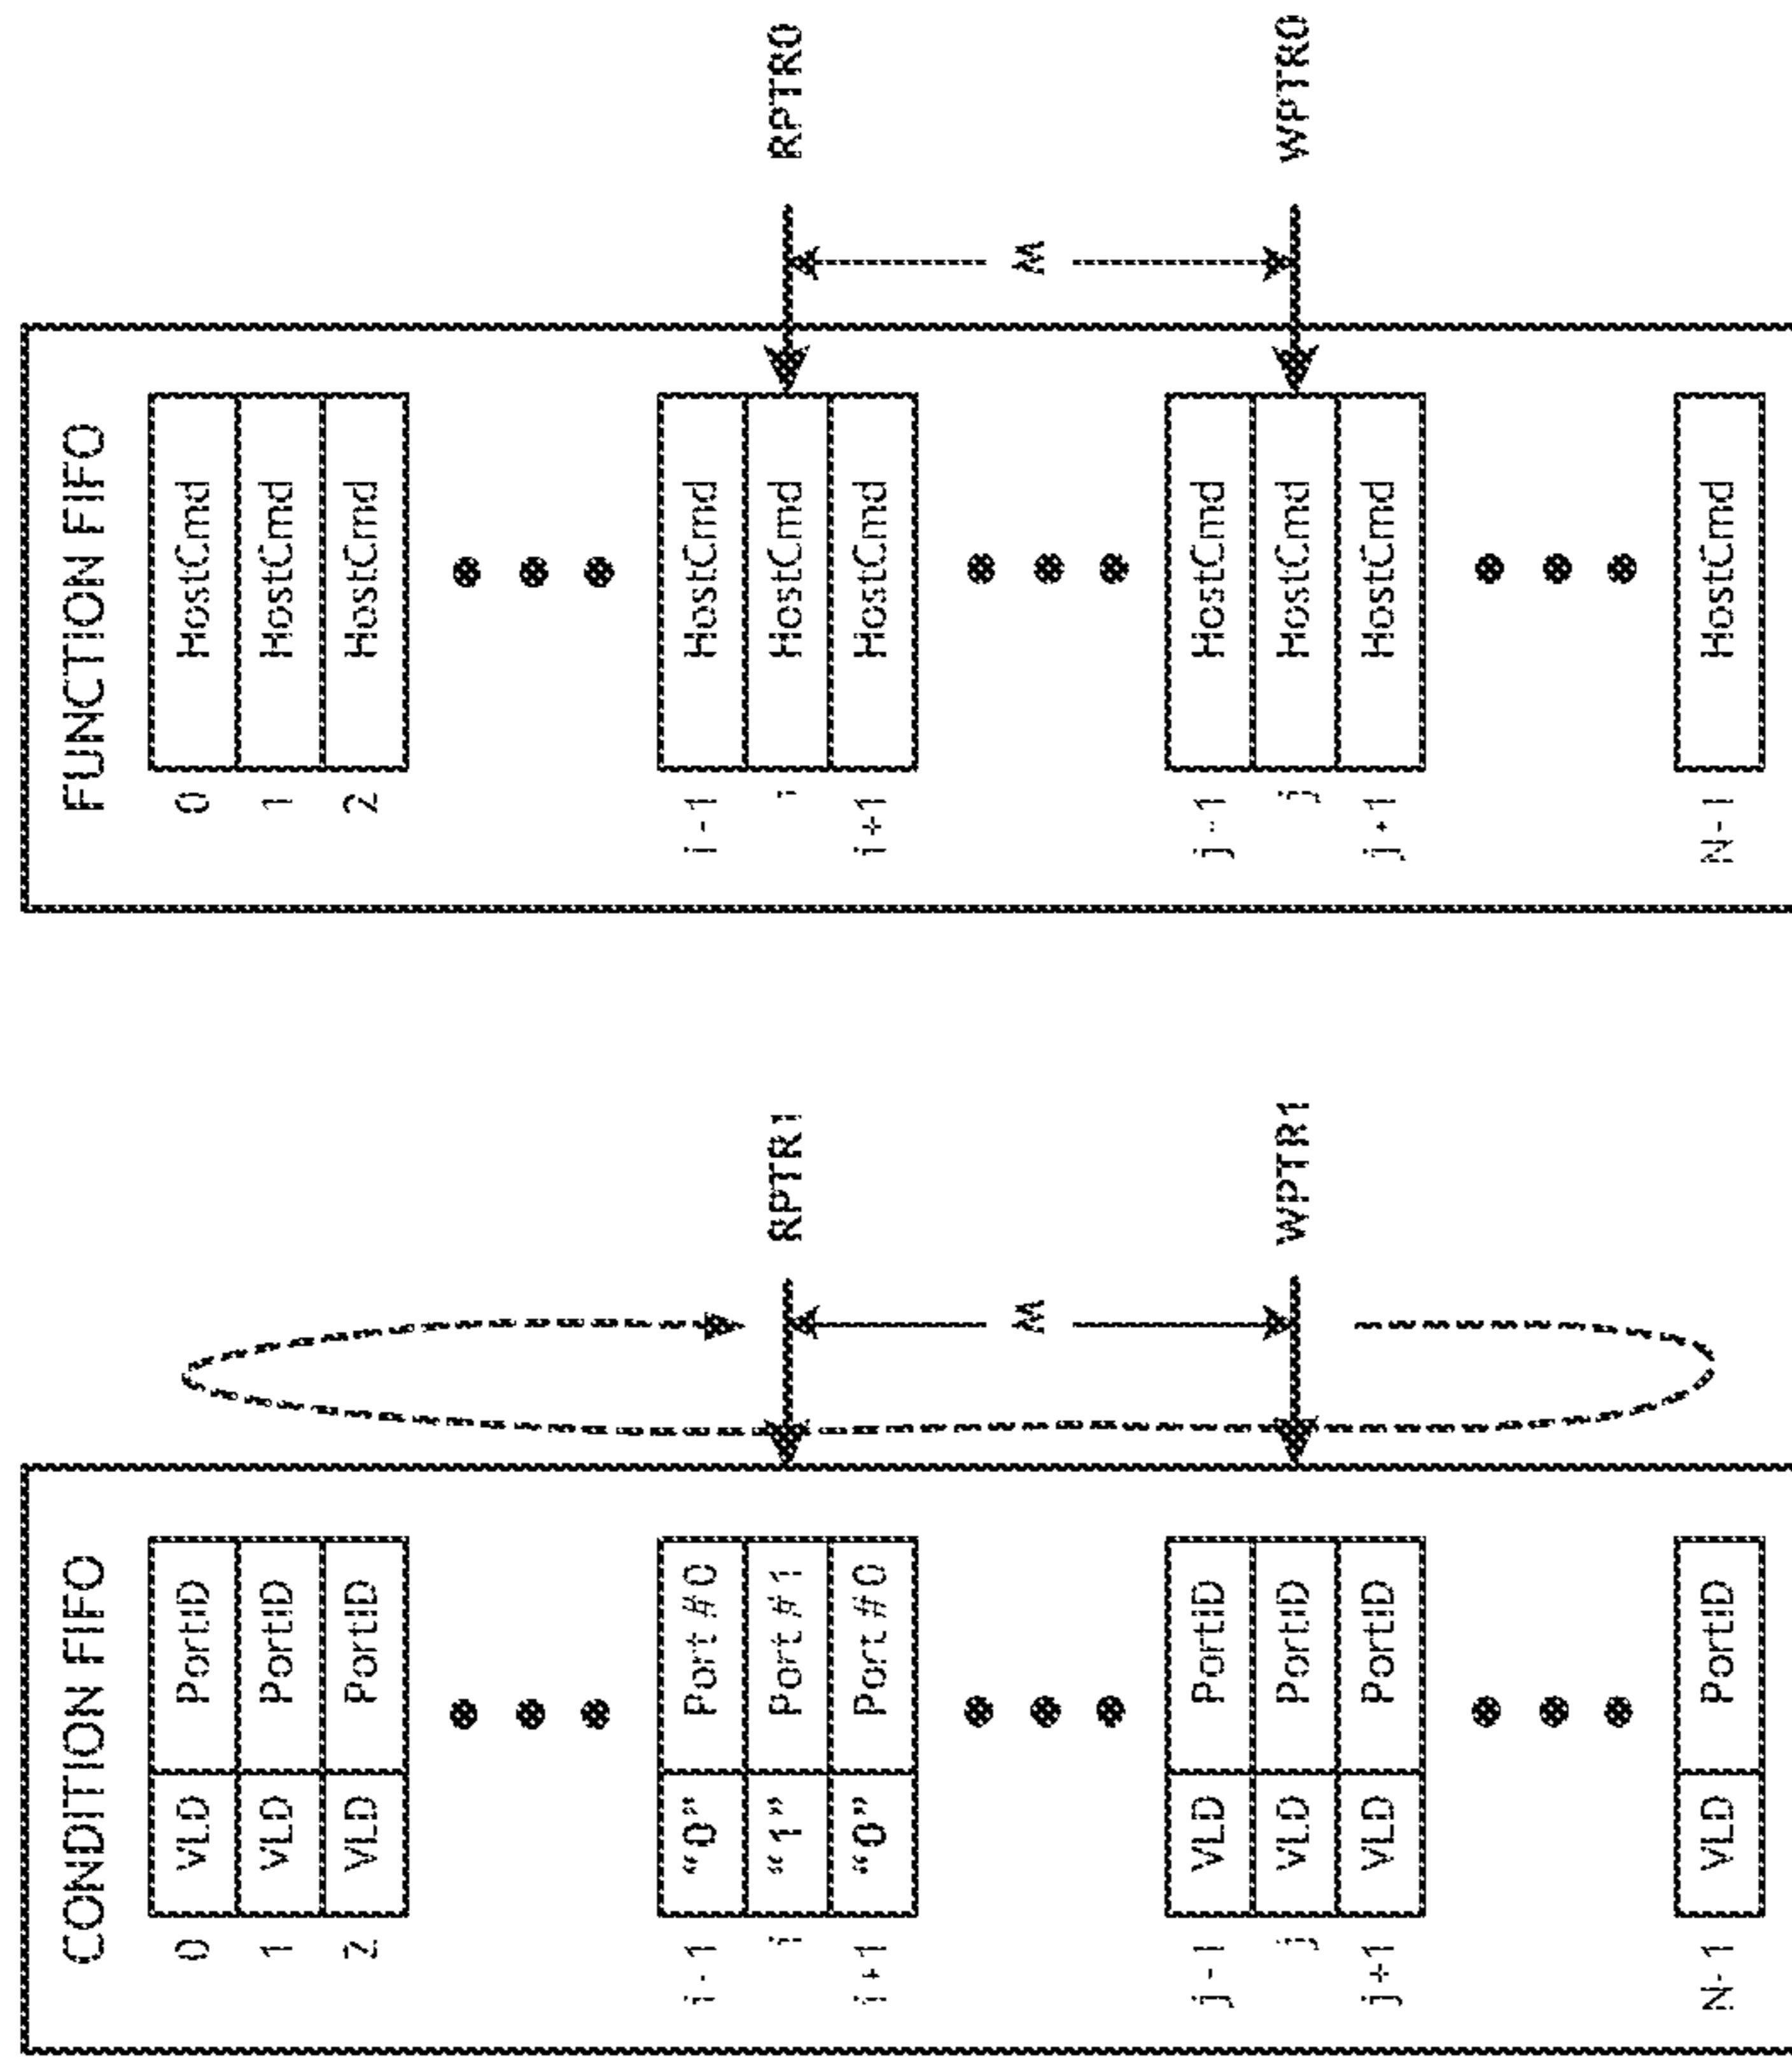 CONDITION FIFO
0 VLD PortID
1 VLD PortID
2 VLD PortID
i - 1 “0” Port #0
i “1” Port #1
i + 1 “0” Port #0
j - 1 VLD PortID
j VLD PortID
j + 1 VLD PortID
N - 1 VLD PortID
RPTR1
M
WPTR1
FUNCTION FIFO
0 HostCmd
1 HostCmd
2 HostCmd
i - 1 HostCmd
i HostCmd
i + 1 HostCmd
j - 1 HostCmd
j HostCmd
j + 1 HostCmd
N - 1 HostCmd
RPTR0
M
WPTR0